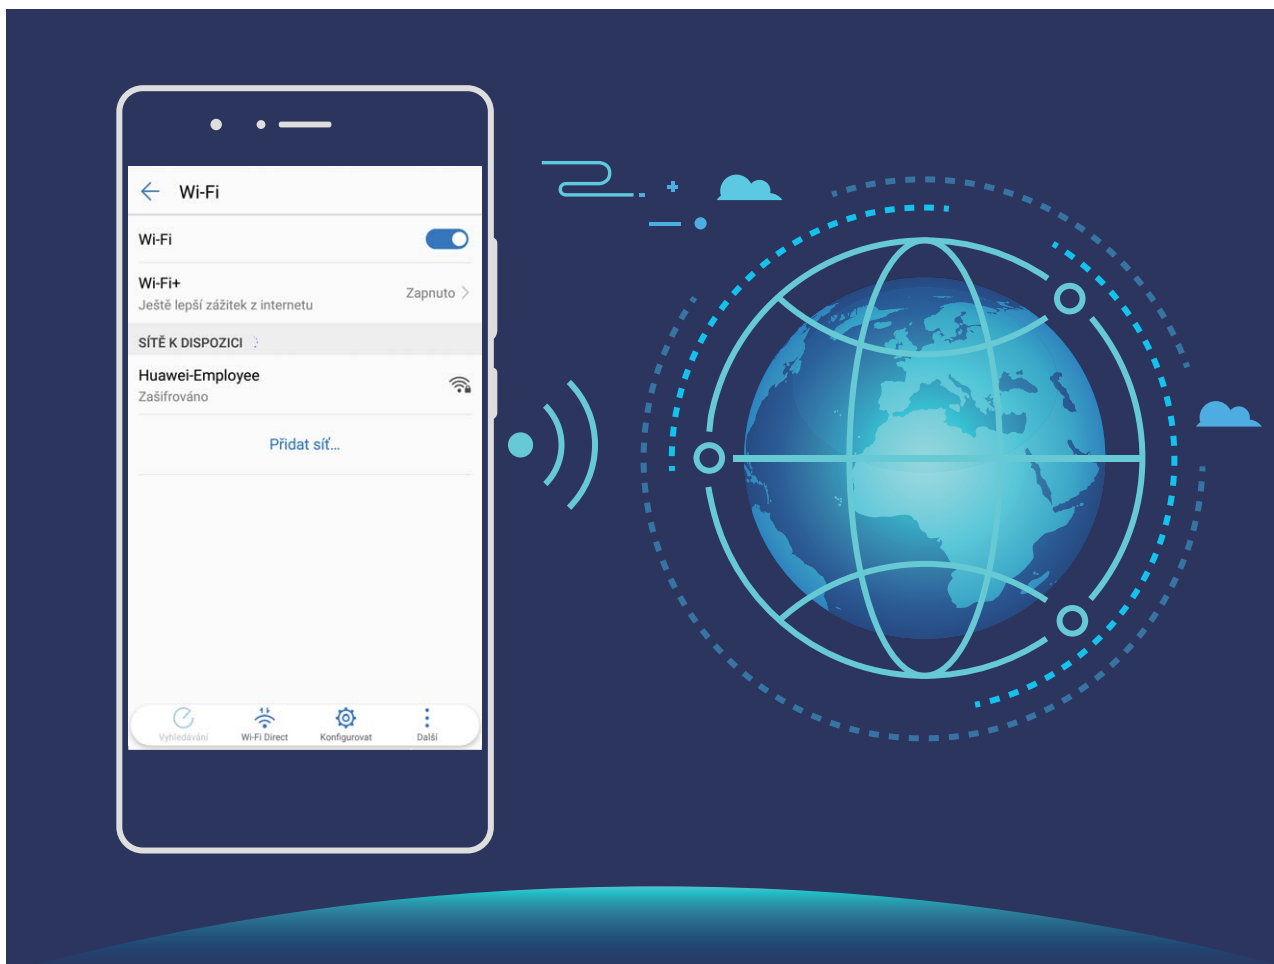 Wi-Fi
Wi-Fi
Wi-Fi+
Ještě lepší zážitek z internetu
Zapnuto
SÍTĚ K DISPOZICI
Huawei-Employee
Zašifrováno
Přidat síť...
Vyhledávání
Wi-Fi Direct
Konfigurovat
Další